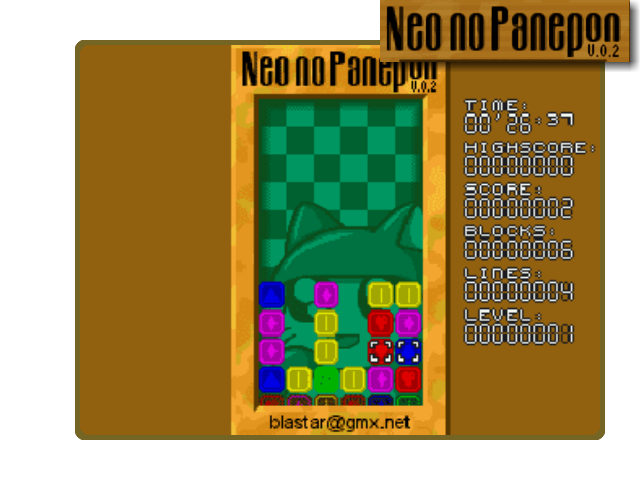 Neo no Panepon
V.0.2
Neo no Panepon
V.0.2
TIME:
00'26:37
HIGHSCORE:
00000000
SCORE:
00000002
BLOCKS:
00000006
LINES:
00000004
LEVEL:
00000001
blastar@gmx.net